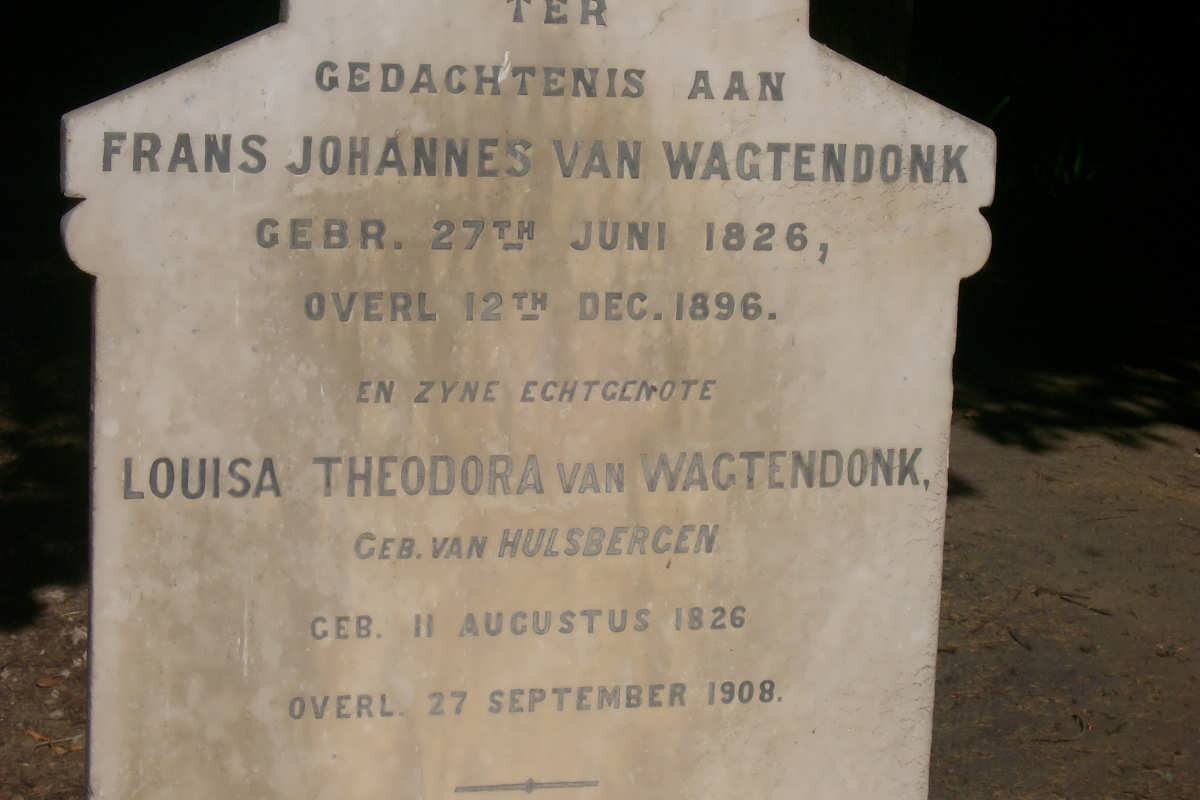 TER
GEDACHTENIS AAN
FRANS JOHANNES VAN WAGTENDONK
GEBR. 27TH JUNI 1826,
OVERL 12TH DEC. 1896.
EN ZYNE ECHTGENOTE
LOUISA THEODORA VAN WAGTENDONK,
GEB. VAN HULSBERGEN
GEB. 11 AUGUSTUS 1826
OVERL. 27 SEPTEMBER 1908.